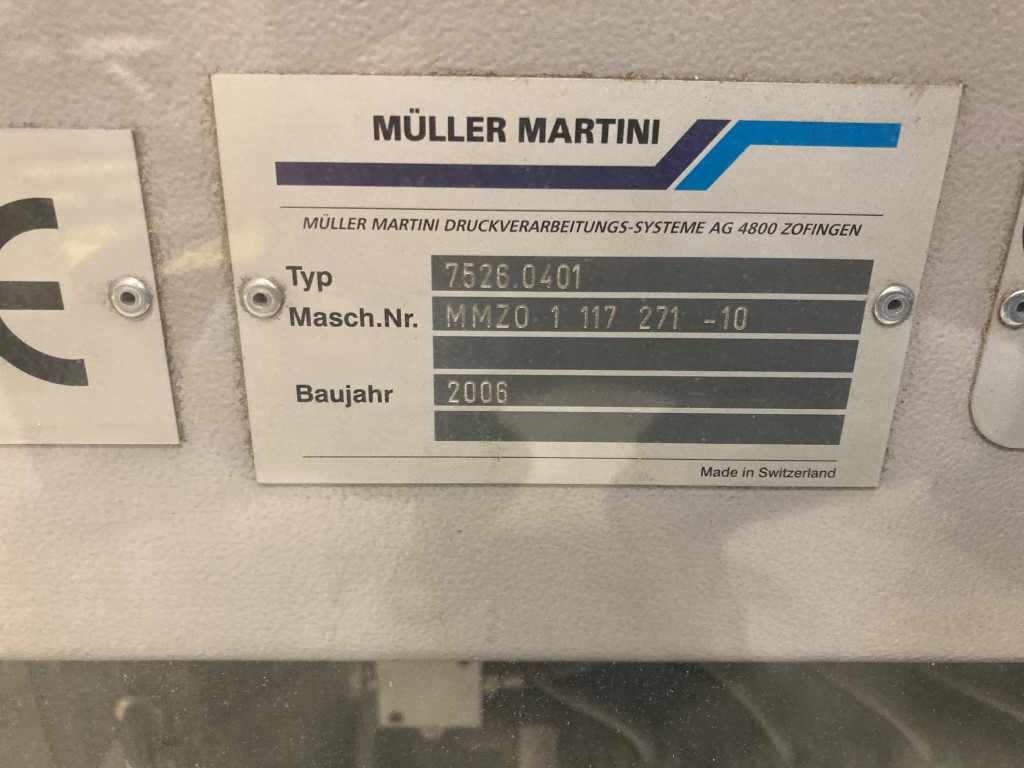 MÜLLER MARTINI
MÜLLER MARTINI DRUCKVERARBEITUNGS-SYSTEME AG 4800 ZOFINGEN
Typ 7526.0401
Masch.Nr. MMZO 1 117 271 -10
Baujahr 2006
Made in Switzerland
CE